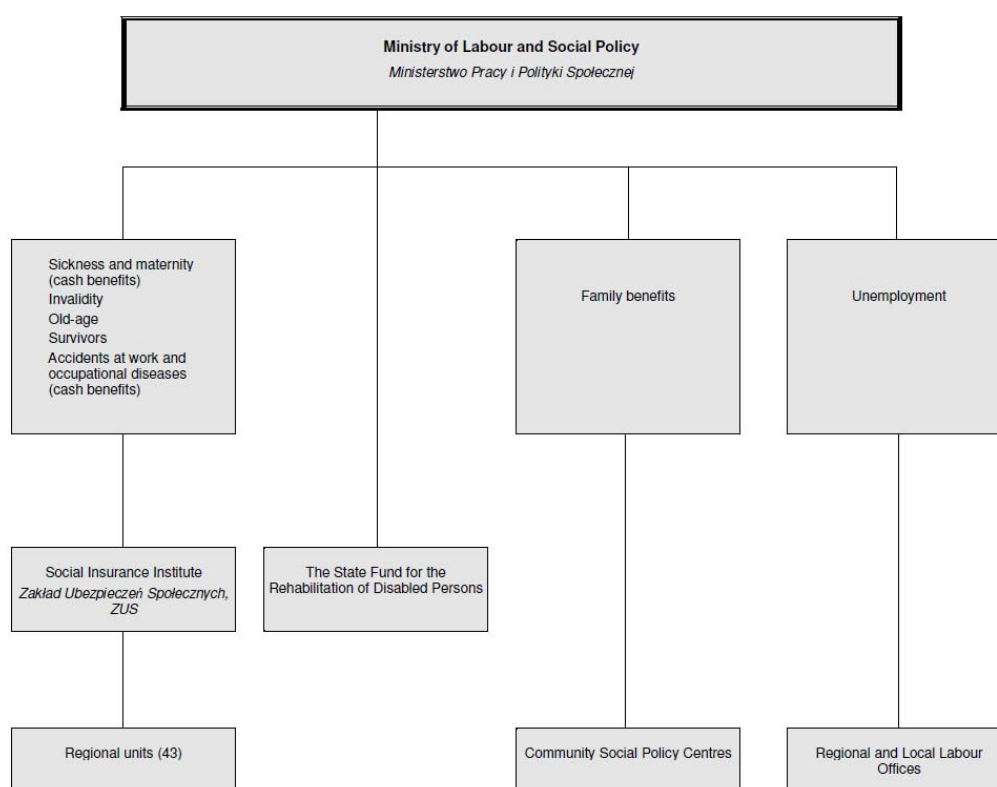 Ministry of Labour and Social Policy
Ministerstwo Pracy i Polityki Społecznej
Sickness and maternity
(cash benefits)
Invalidity
Old-age
Survivors
Accidents at work and
occupational diseases
(cash benefits)
Family benefits
Unemployment
Social Insurance Institute
Zakład Ubezpieczeń Społecznych,
ZUS
The State Fund for the
Rehabilitation of Disabled Persons
Regional units (43)
Community Social Policy Centres
Regional and Local Labour
Offices